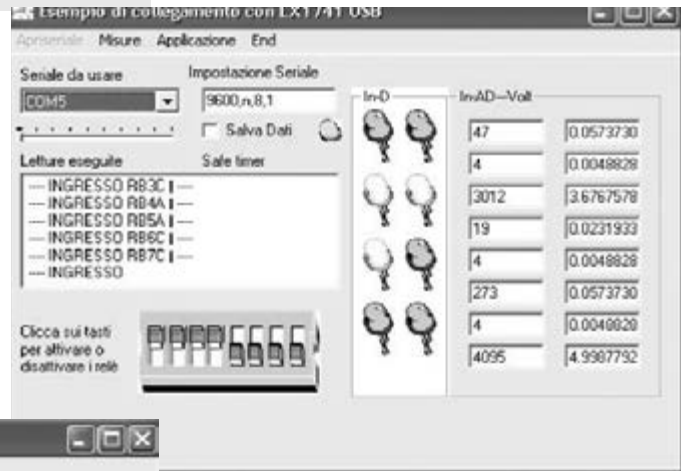 Esempio di collegamento con LX1741 USB
Apriseriale Misure Applicazione End
Seriale da usare
Impostazione Seriale
COM5
9600,n,8,1
Salva Dati
Letture eseguite
Safe timer
--- INGRESSO RB3C I ---
--- INGRESSO RB4A I ---
--- INGRESSO RB5A I ---
--- INGRESSO RB6C I ---
--- INGRESSO RB7C I ---
--- INGRESSO
Clicca sui tasti
per attivare o
disattivare i relè
In-D
In-AD---Volt
47 0.0573730
4 0.0048828
3012 3.6767578
19 0.0231933
4 0.0048828
273 0.0573730
4 0.0048828
4095 4.9987792